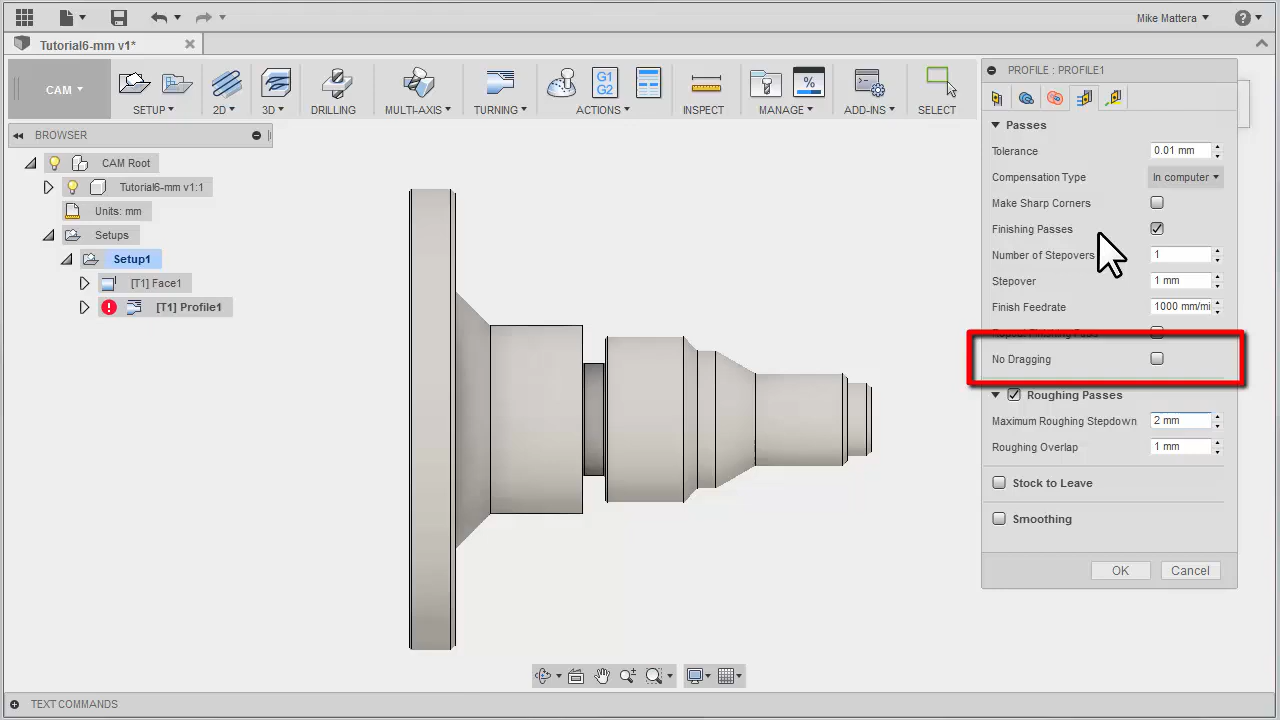 Mike Mattera
Tutorial6-mm v1*
CAM
SETUP
2D
3D
DRILLING
MULTI-AXIS
TURNING
G1
G2
ACTIONS
INSPECT
%
MANAGE
ADD-INS
SELECT
BROWSER
CAM Root
Tutorial6-mm v1:1
Units: mm
Setups
Setup1
[T1] Face1
[T1] Profile1
PROFILE : PROFILE1
Passes
Tolerance 0.01 mm
Compensation Type In computer
Make Sharp Corners
Finishing Passes
Number of Stepovers 1
Stepover 1 mm
Finish Feedrate 1000 mm/mi
Repeat Finishing Pass
No Dragging
Roughing Passes
Maximum Roughing Stepdown 2 mm
Roughing Overlap 1 mm
Stock to Leave
Smoothing
OK Cancel
TEXT COMMANDS